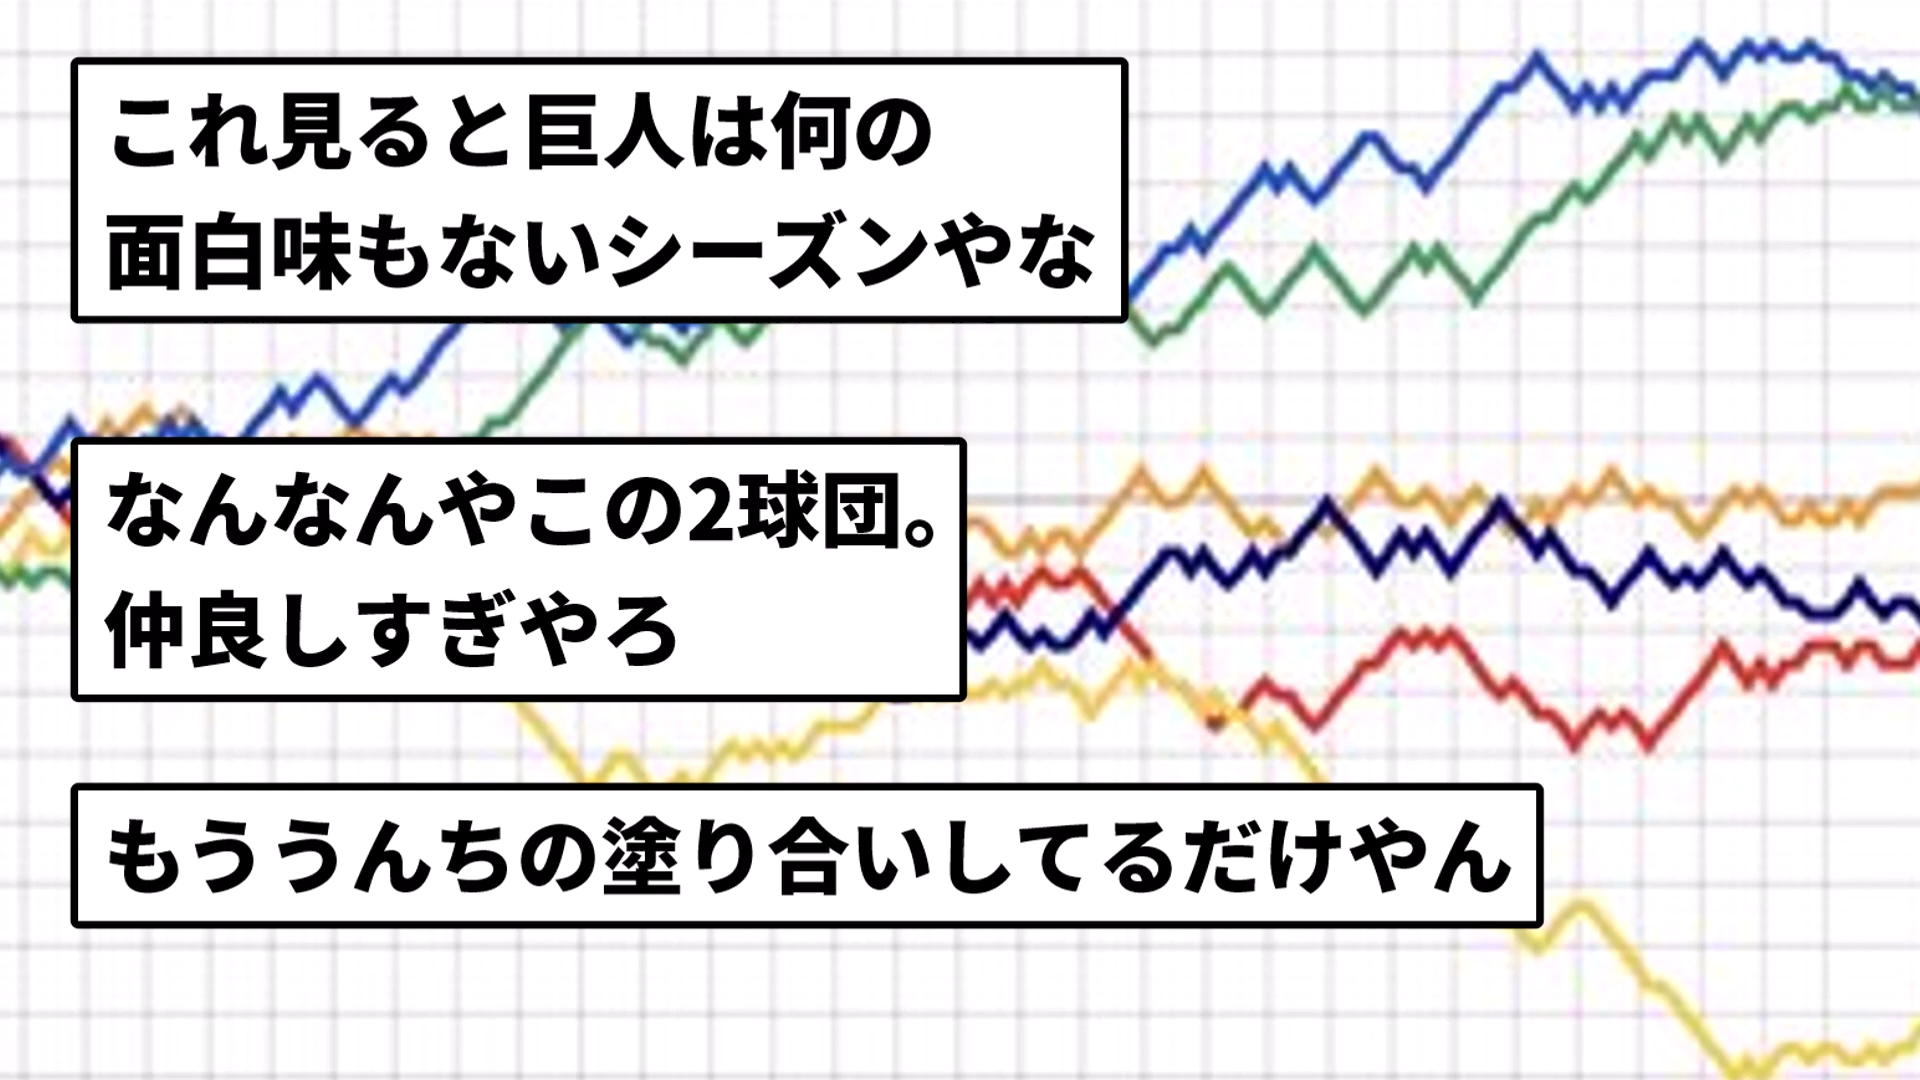 これ見ると巨人は何の
面白味もないシーズンやな
なんなんやこの2球団。
仲良しすぎやろ
もううんちの塗り合いしてるだけやん